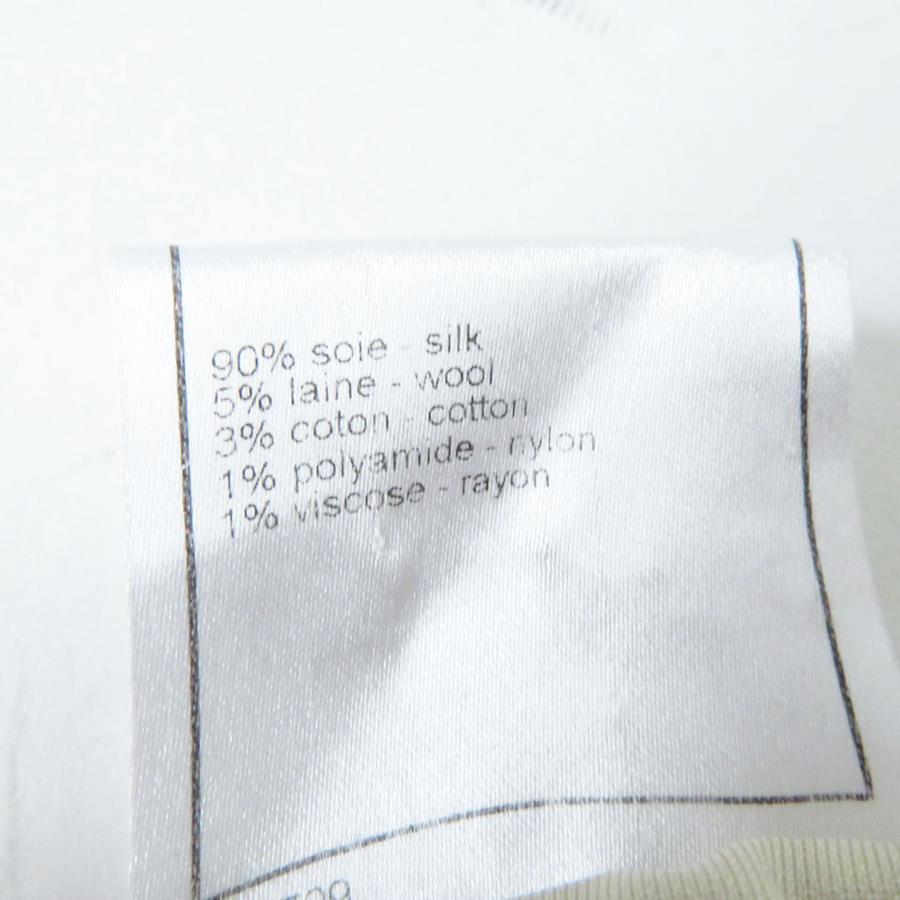 90% soie - silk
5% laine - wool
3% coton - cotton
1% polyamide - nylon
1% viscose - rayon